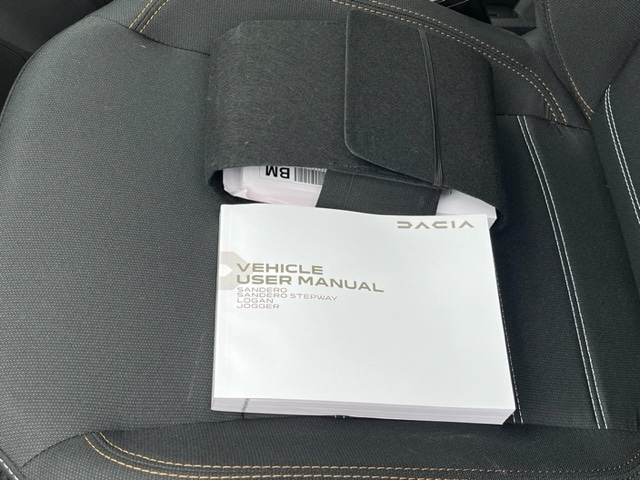 BM
DACIA
VEHICLE
USER MANUAL
SANDERO
SANDERO STEPWAY
LOGAN
JOGGER